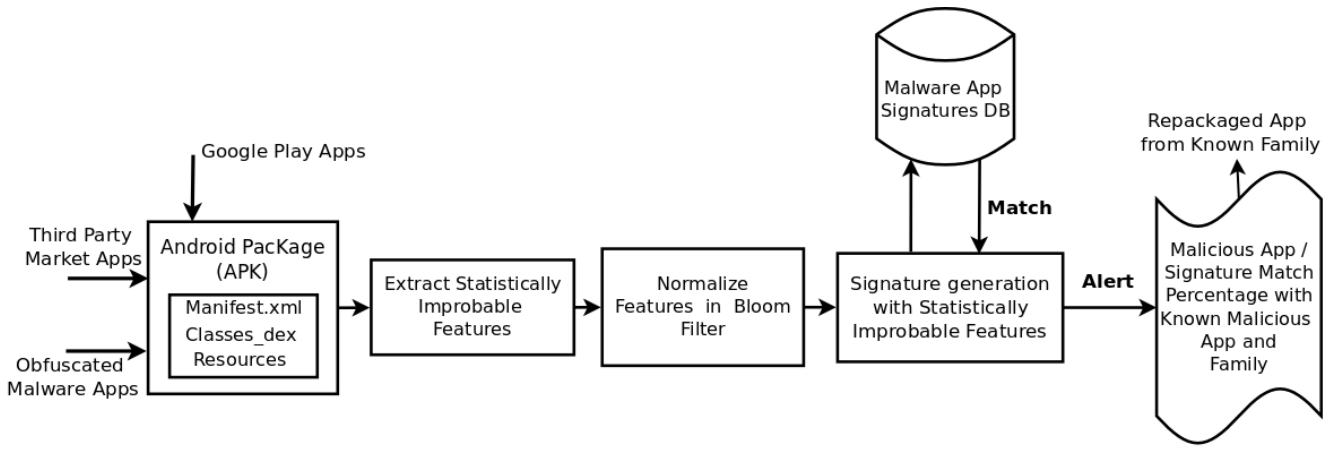 Google Play Apps
Third Party
Market Apps
Obfuscated
Malware Apps
Android PacKage
(APK)
Manifest.xml
Classes_dex
Resources
Extract Statistically
Improbable
Features
Normalize
Features in Bloom
Filter
Signature generation
with Statistically
Improbable Features
Malware App
Signatures DB
Match
Alert
Repackaged App
from Known Family
Malicious App /
Signature Match
Percentage with
Known Malicious
App and
Family